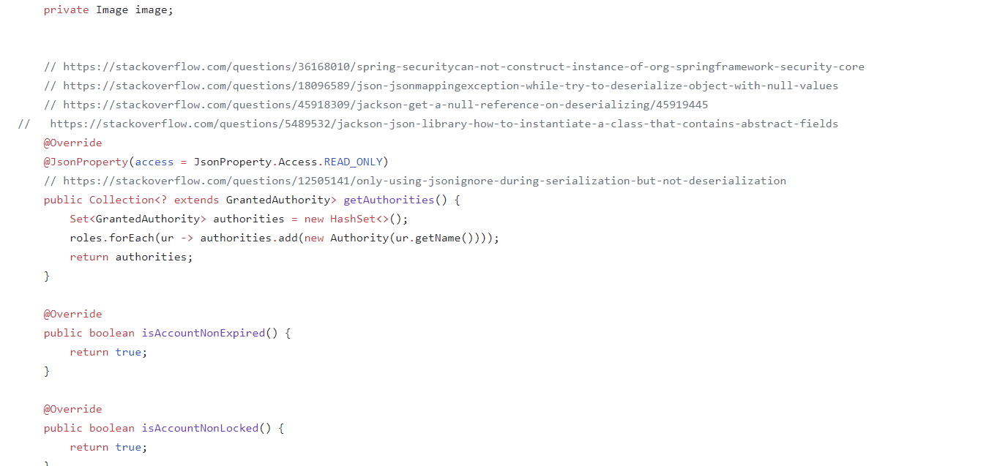 private Image image;
// https://stackoverflow.com/questions/36168010/spring-securitycan-not-construct-instance-of-org-springframework-security-core
// https://stackoverflow.com/questions/18096589/json-jsonmappingexception-while-try-to-deserialize-object-with-null-values
// https://stackoverflow.com/questions/45918309/jackson-get-a-null-reference-on-deserializing/45919445
//   https://stackoverflow.com/questions/5489532/jackson-json-library-how-to-instantiate-a-class-that-contains-abstract-fields
@Override
@JsonProperty(access = JsonProperty.Access.READ_ONLY)
// https://stackoverflow.com/questions/12505141/only-using-jsonignore-during-serialization-but-not-deserialization
public Collection<? extends GrantedAuthority> getAuthorities() {
Set<GrantedAuthority> authorities = new HashSet<>();
roles.forEach(ur -> authorities.add(new Authority(ur.getName())));
return authorities;
}
@Override
public boolean isAccountNonExpired() {
return true;
}
@Override
public boolean isAccountNonLocked() {
return true;
}